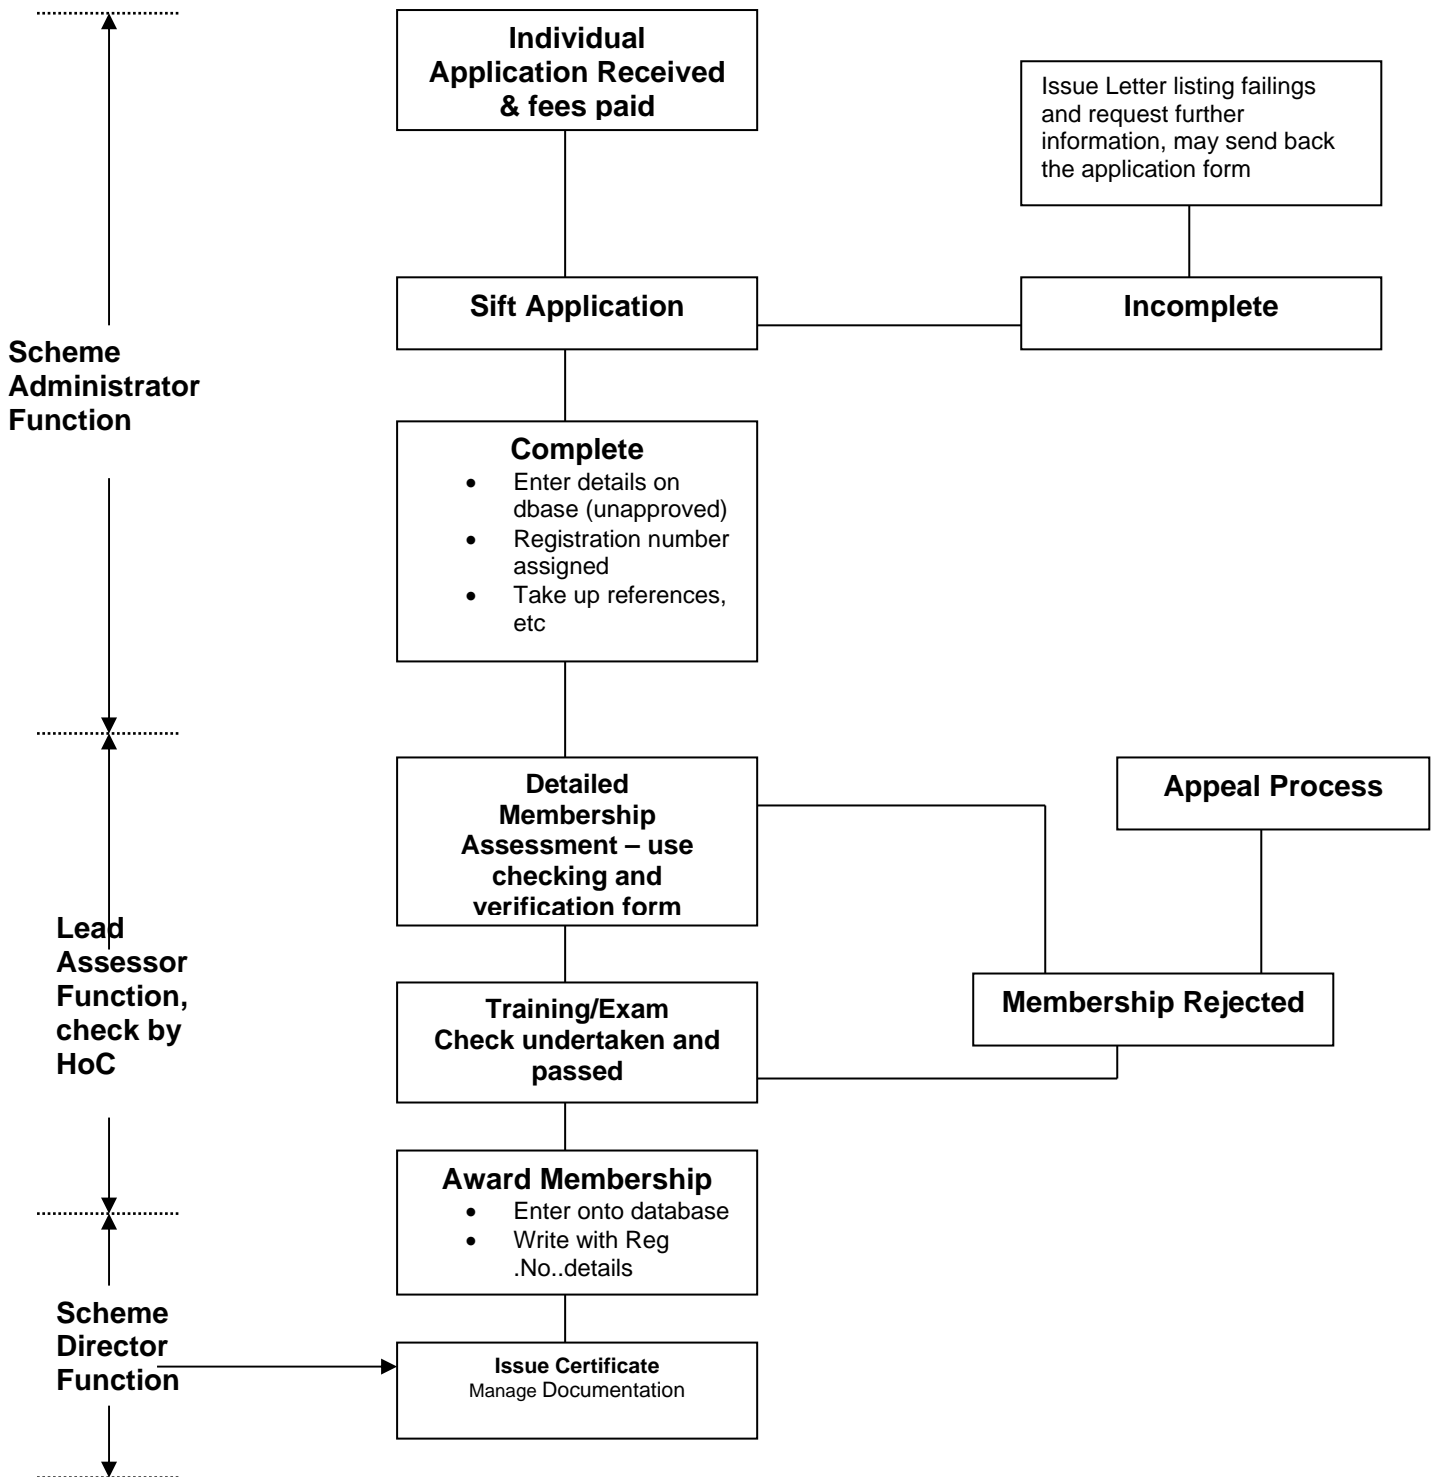 Individual
Application Received
& fees paid
Issue Letter listing failings
and request further
information, may send back
the application form
Sift Application
Incomplete
Scheme
Administrator
Function
Complete
• Enter details on
dbase (unapproved)
• Registration number
assigned
• Take up references,
etc
Detailed
Membership
Assessment – use
checking and
verification form
Appeal Process
Lead
Assessor
Function,
check by
HoC
Membership Rejected
Training/Exam
Check undertaken and
passed
Award Membership
• Enter onto database
• Write with Reg
.No..details
Scheme
Director
Function
Issue Certificate
Manage Documentation